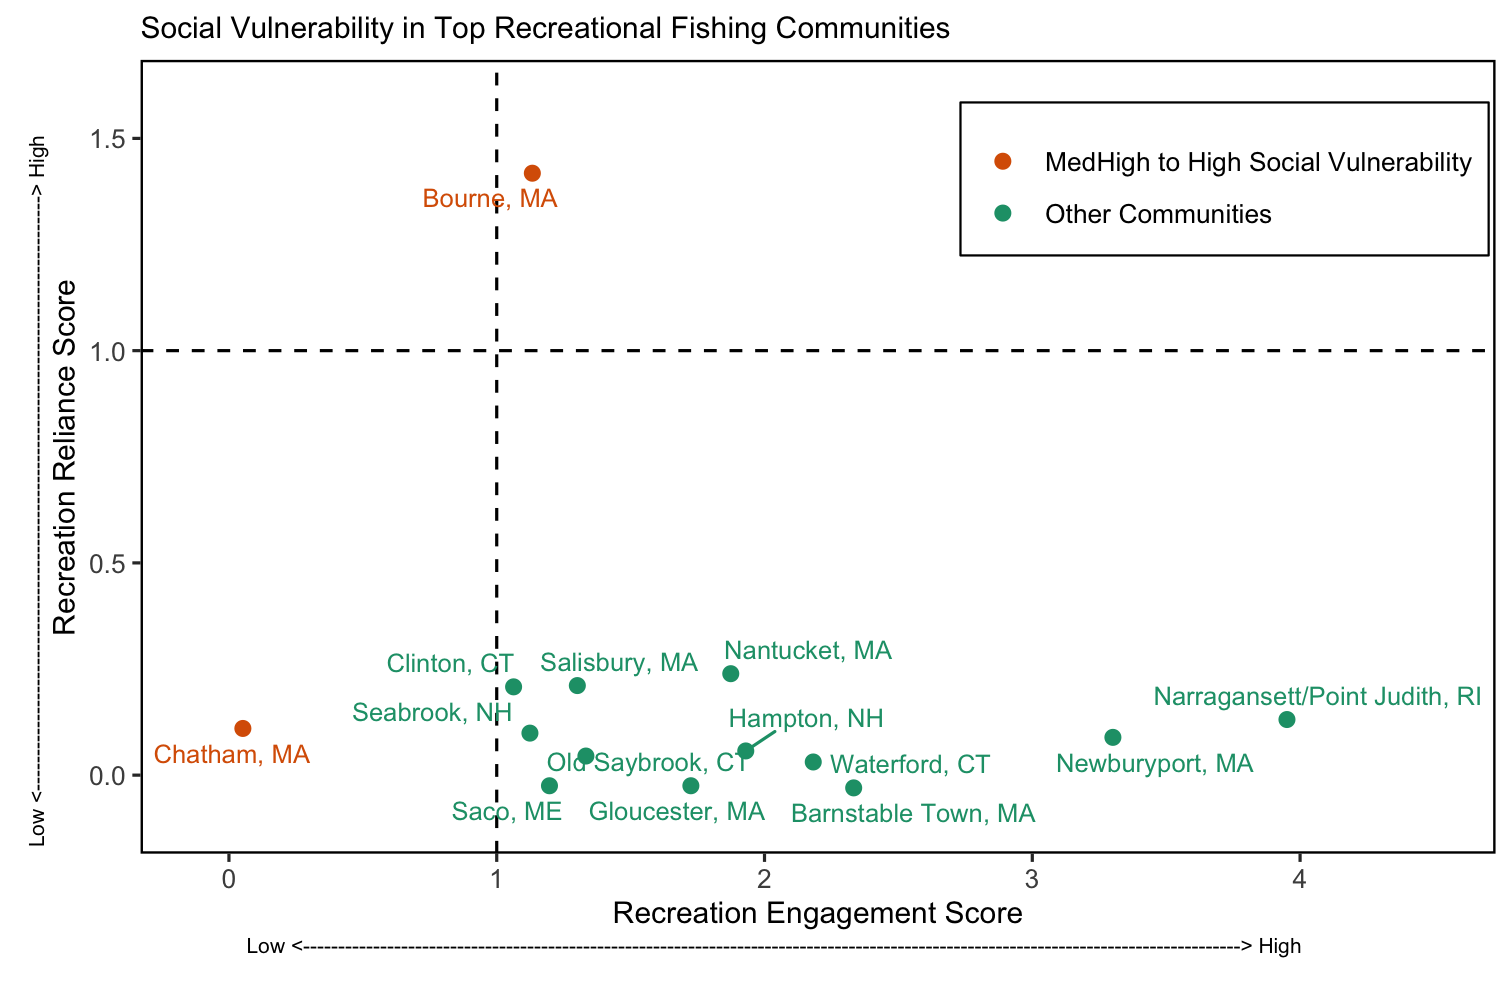 Social Vulnerability in Top Recreational Fishing Communities
MedHigh to High Social Vulnerability
Other Communities
1.5
1.0
0.5
0.0
Recreation Reliance Score
Low <--------------------------------------------------------------------> High
Bourne, MA
Clinton, CT
Salisbury, MA
Nantucket, MA
Seabrook, NH
Hampton, NH
Narragansett/Point Judith, RI
Chatham, MA
Old Saybrook, CT
Waterford, CT
Newburyport, MA
Saco, ME
Gloucester, MA
Barnstable Town, MA
0
1
2
3
4
Recreation Engagement Score
Low <--------------------------------------------------------------------------------------------------------------------------------------> High